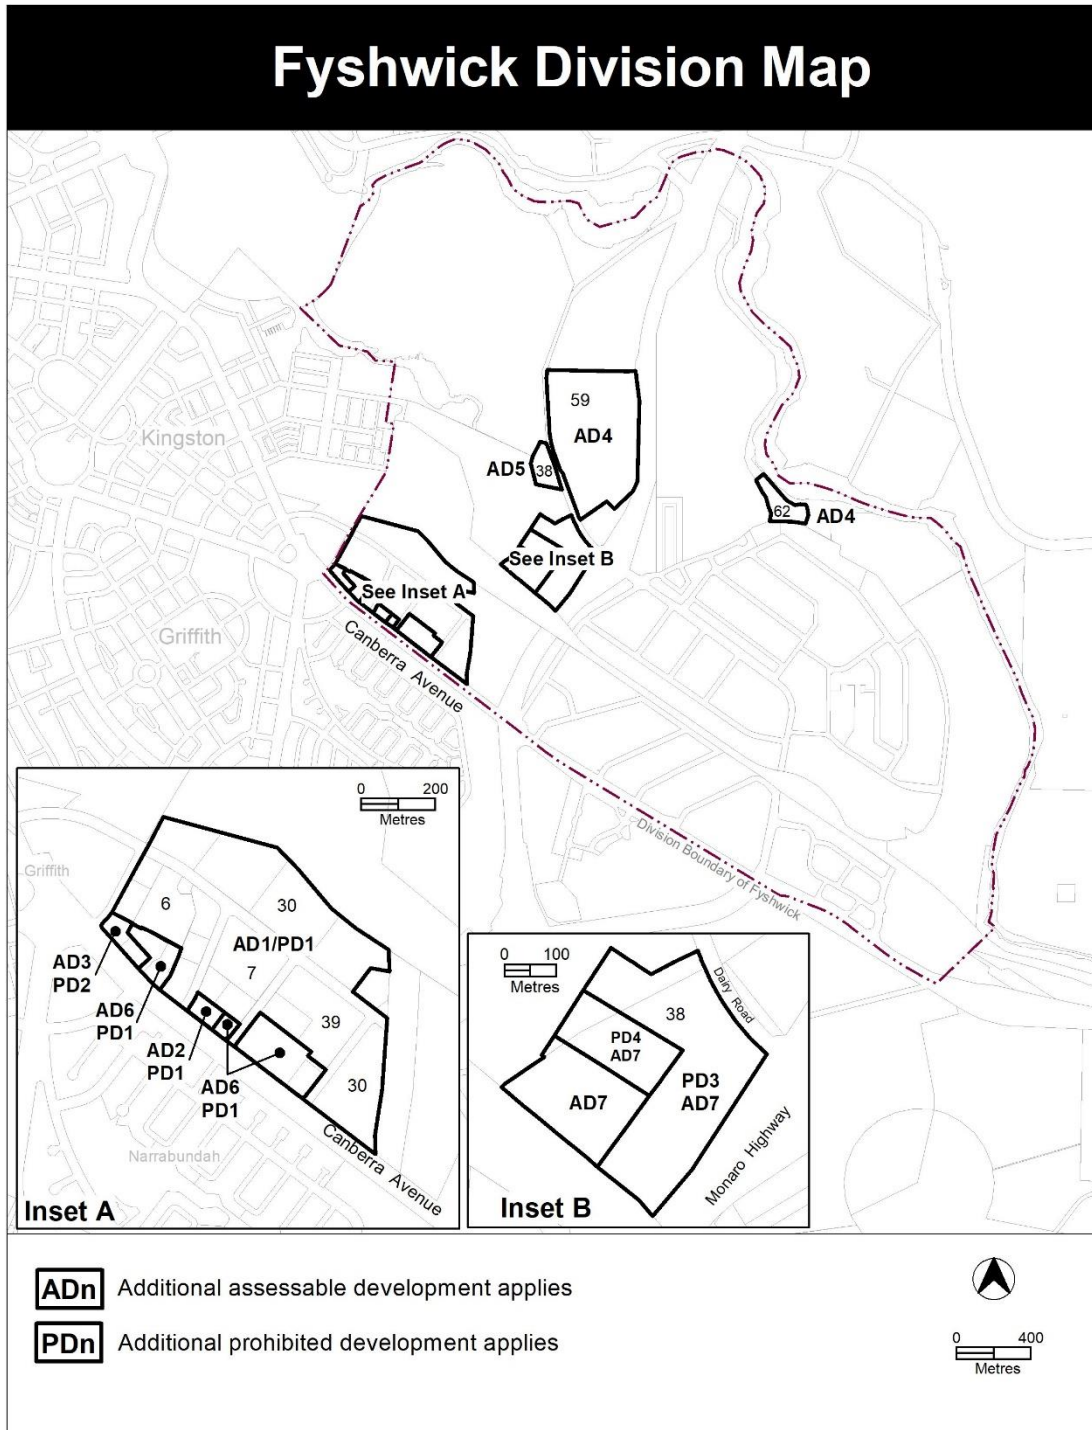 Fyshwick Division Map
59
Kingston
AD4
AD5
38
62
AD4
See Inset B
See Inset A
Griffith
Canberra Avenue
Division Boundary of Fyshwick
0 200
Metres
Griffith
6
30
AD1/PD1
7
AD3
PD2
AD6
PD1
39
AD2
PD1
AD6
PD1
30
Narrabundah
Canberra Avenue
Inset A
0 100
Metres
Dairy Road
38
PD4
AD7
PD3
AD7
AD7
Monaro Highway
Inset B
ADn Additional assessable development applies
PDn Additional prohibited development applies
0 400
Metres